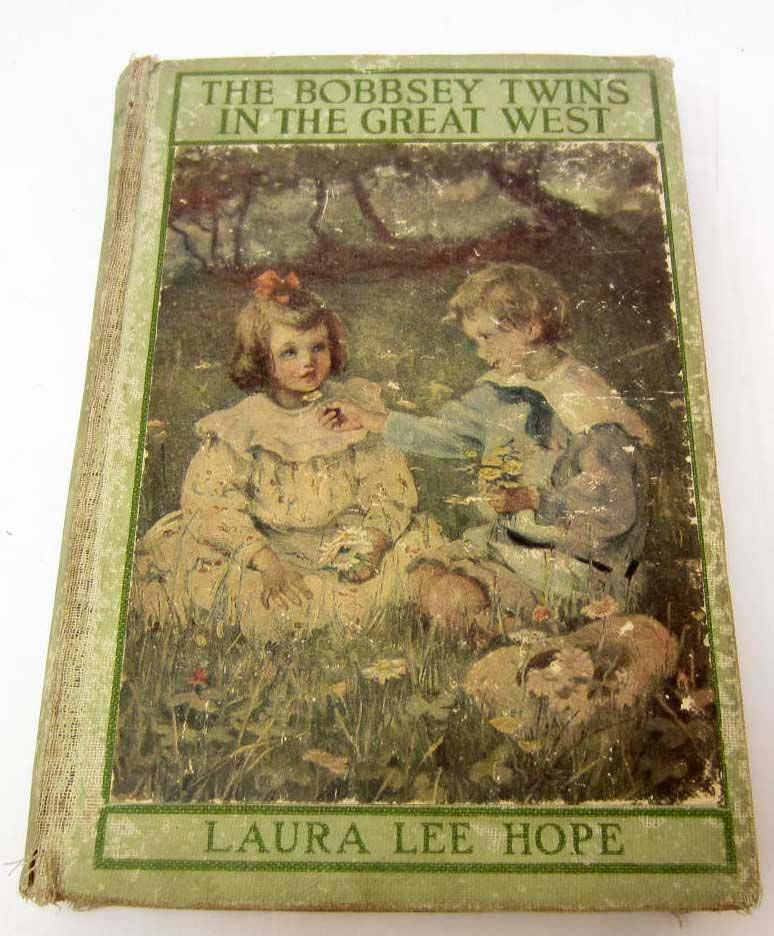 THE BOBBSEY TWINS
IN THE GREAT WEST
LAURA LEE HOPE